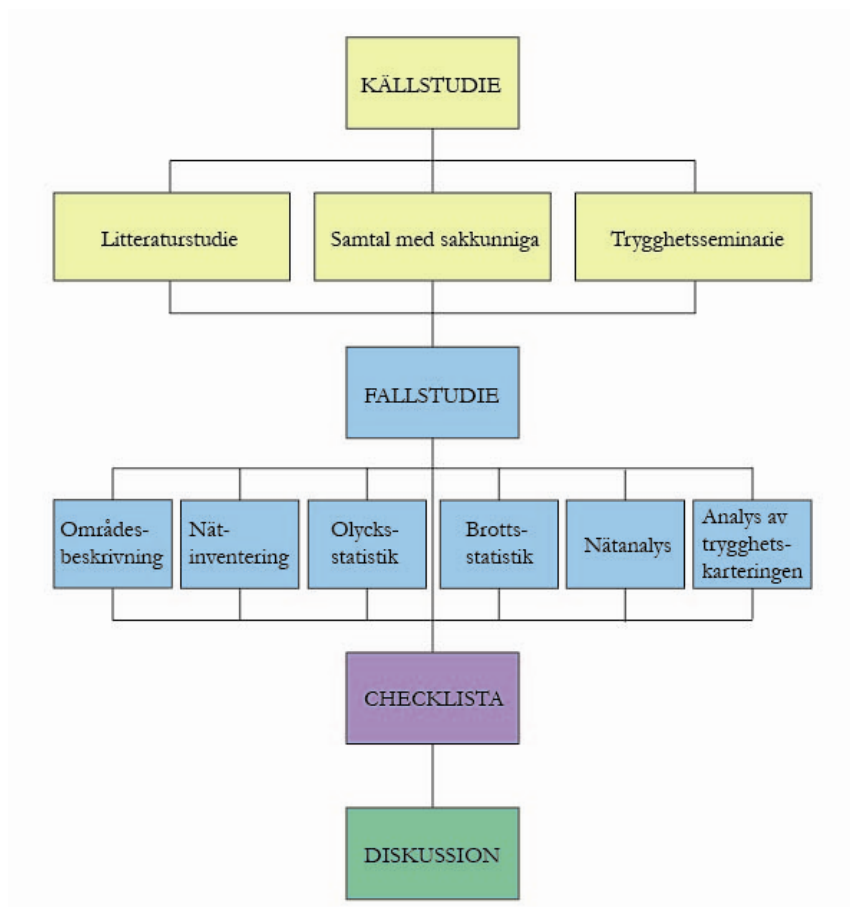 KÄLLSTUDIE
Litteraturstudie
Samtal med sakkunniga
Trygghetsseminarie
FALLSTUDIE
Områdes-
beskrivning
Nät-
inventering
Olycks-
statistik
Brotts-
statistik
Nätanalys
Analys av
trygghets-
karteringen
CHECKLISTA
DISKUSSION